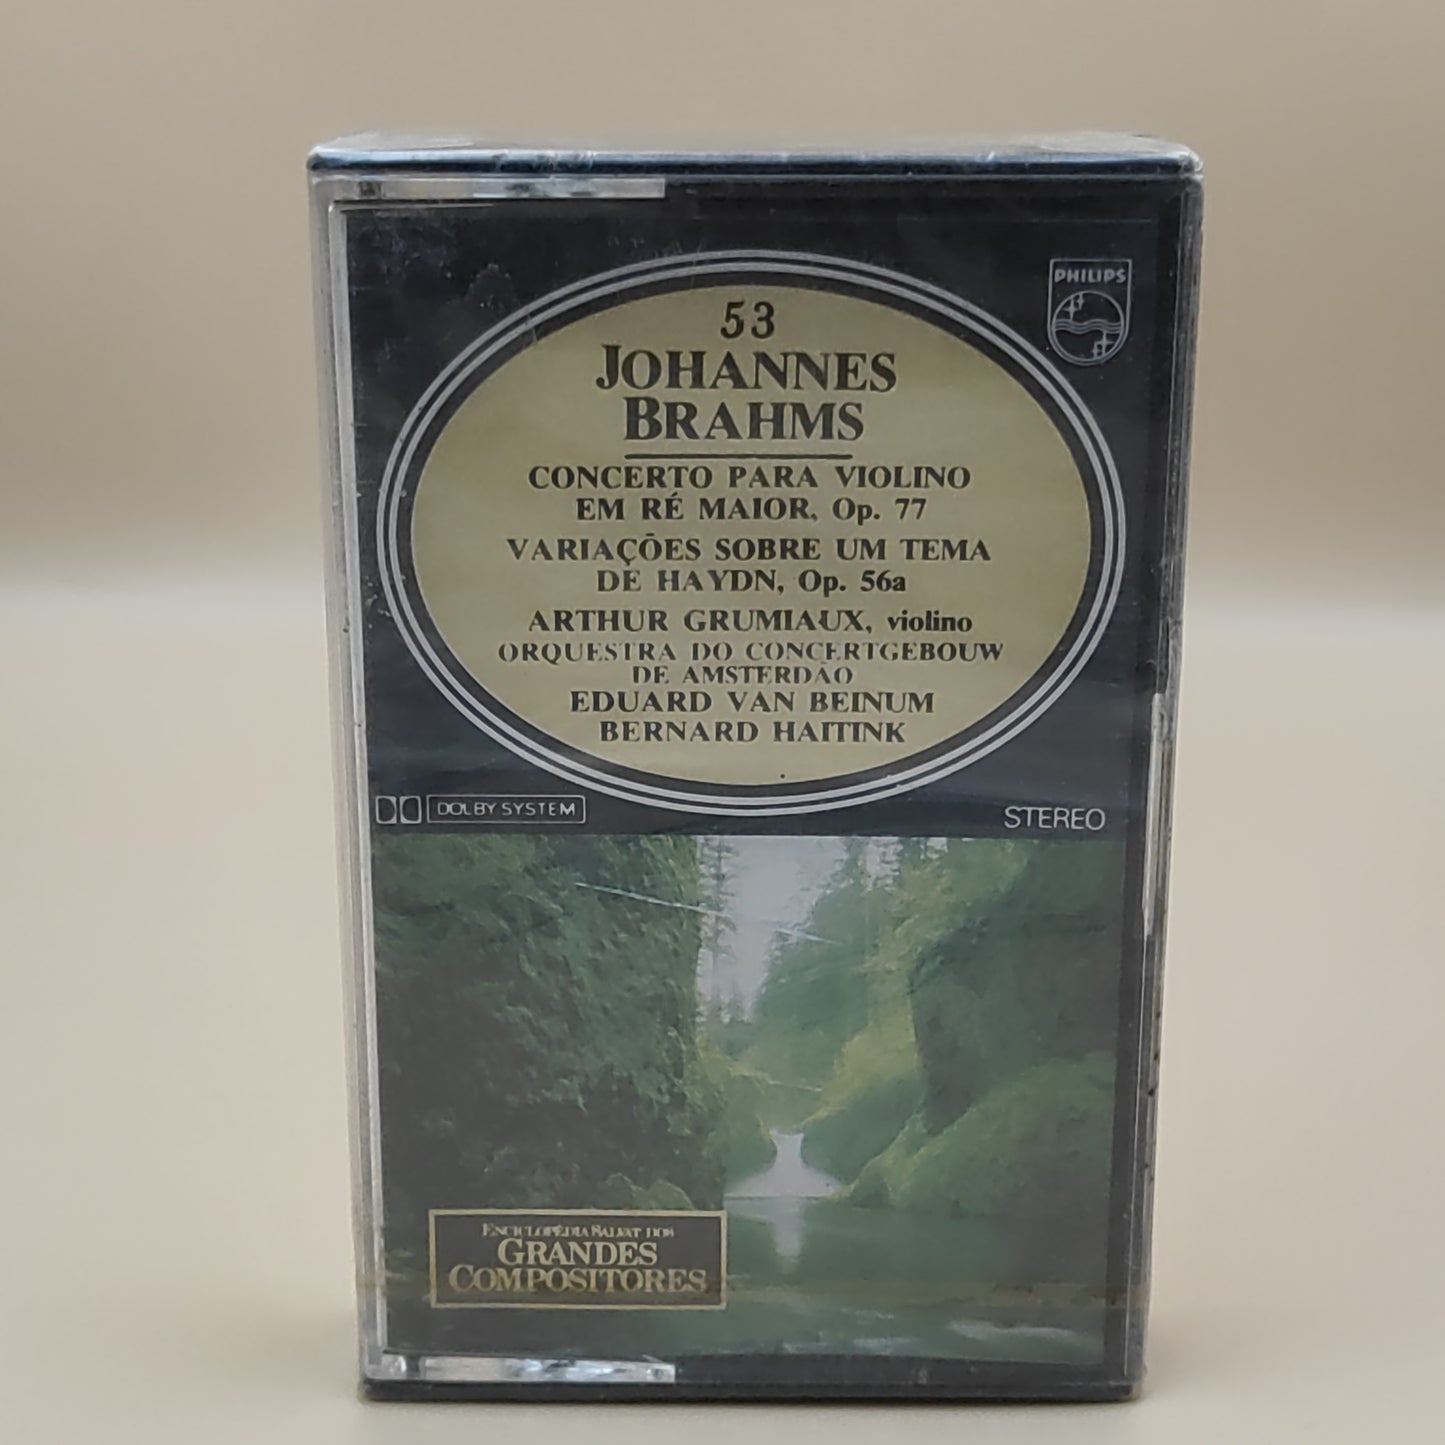 PHILIPS
53
JOHANNES
BRAHMS
CONCERTO PARA VIOLINO
EM RÉ MAIOR, Op. 77
VARIAÇÕES SOBRE UM TEMA
DE HAYDN, Op. 56a
ARTHUR GRUMIAUX, violino
ORQUESTRA DO CONCERTGEBOUW
DE AMSTERDÃO
EDUARD VAN BEINUM
BERNARD HAITINK
DOLBY SYSTEM
STEREO
ENCICLOPÉDIA SALVAT DOS
GRANDES
COMPOSITORES